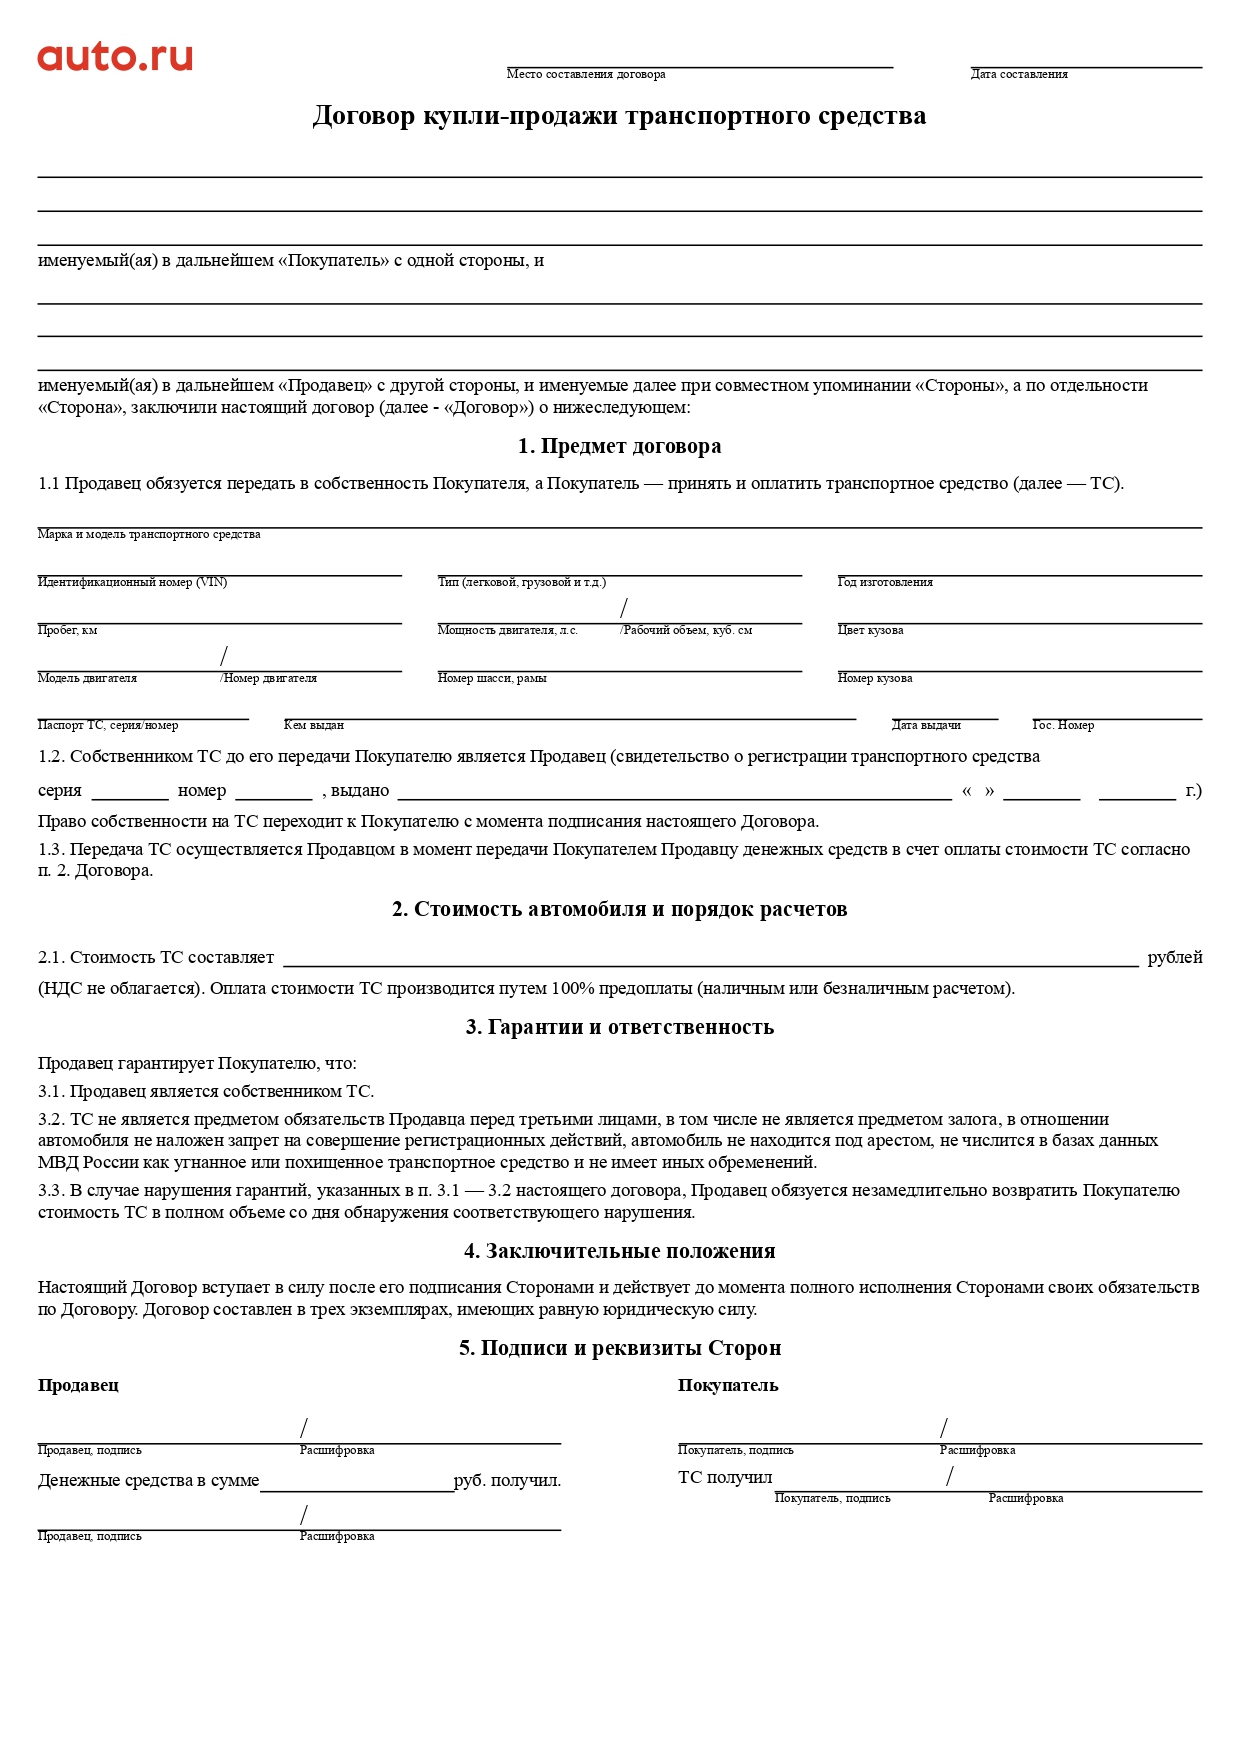 auto.ru
Место составления договора Дата составления
Договор купли-продажи транспортного средства
именуемый(ая) в дальнейшем «Покупатель» с одной стороны, и
именуемый(ая) в дальнейшем «Продавец» с другой стороны, и именуемые далее при совместном упоминании «Стороны», а по отдельности
«Сторона», заключили настоящий договор (далее - «Договор») о нижеследующем:
1. Предмет договора
1.1 Продавец обязуется передать в собственность Покупателя, а Покупатель — принять и оплатить транспортное средство (далее — ТС).
Марка и модель транспортного средства
Идентификационный номер (VIN) Тип (легковой, грузовой и т.д.) Год изготовления
/
Пробег, км Мощность двигателя, л.с. /Рабочий объем, куб. см Цвет кузова
/
Модель двигателя /Номер двигателя Номер шасси, рамы Номер кузова
Паспорт ТС, серия/номер Кем выдан Дата выдачи Гос. Номер
1.2. Собственником ТС до его передачи Покупателю является Продавец (свидетельство о регистрации транспортного средства
серия номер , выдано « » г.)
Право собственности на ТС переходит к Покупателю с момента подписания настоящего Договора.
1.3. Передача ТС осуществляется Продавцом в момент передачи Покупателем Продавцу денежных средств в счет оплаты стоимости ТС согласно
п. 2. Договора.
2. Стоимость автомобиля и порядок расчетов
2.1. Стоимость ТС составляет рублей
(НДС не облагается). Оплата стоимости ТС производится путем 100% предоплаты (наличным или безналичным расчетом).
3. Гарантии и ответственность
Продавец гарантирует Покупателю, что:
3.1. Продавец является собственником ТС.
3.2. ТС не является предметом обязательств Продавца перед третьими лицами, в том числе не является предметом залога, в отношении
автомобиля не наложен запрет на совершение регистрационных действий, автомобиль не находится под арестом, не числится в базах данных
МВД России как угнанное или похищенное транспортное средство и не имеет иных обременений.
3.3. В случае нарушения гарантий, указанных в п. 3.1 — 3.2 настоящего договора, Продавец обязуется незамедлительно возвратить Покупателю
стоимость ТС в полном объеме со дня обнаружения соответствующего нарушения.
4. Заключительные положения
Настоящий Договор вступает в силу после его подписания Сторонами и действует до момента полного исполнения Сторонами своих обязательств
по Договору. Договор составлен в трех экземплярах, имеющих равную юридическую силу.
5. Подписи и реквизиты Сторон
Продавец Покупатель
/ /
Продавец, подпись Расшифровка Покупатель, подпись Расшифровка
Денежные средства в сумме руб. получил. ТС получил /
Покупатель, подпись Расшифровка
/
Продавец, подпись Расшифровка